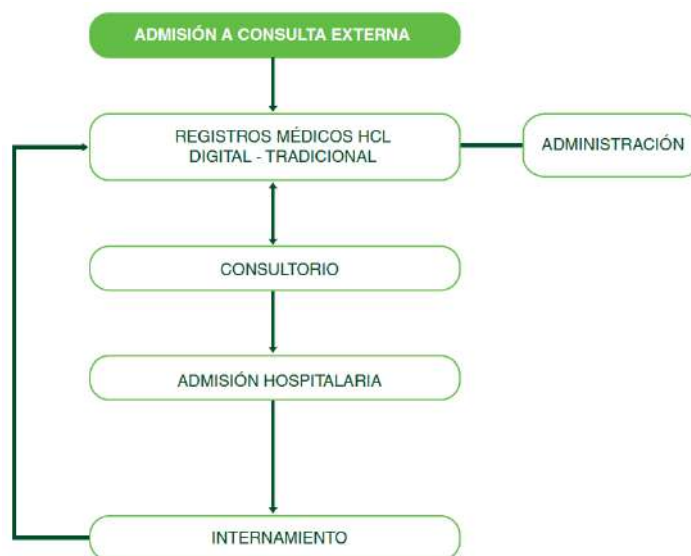 ADMISIÓN A CONSULTA EXTERNA
REGISTROS MÉDICOS HCL
DIGITAL - TRADICIONAL
ADMINISTRACIÓN
CONSULTORIO
ADMISIÓN HOSPITALARIA
INTERNAMIENTO